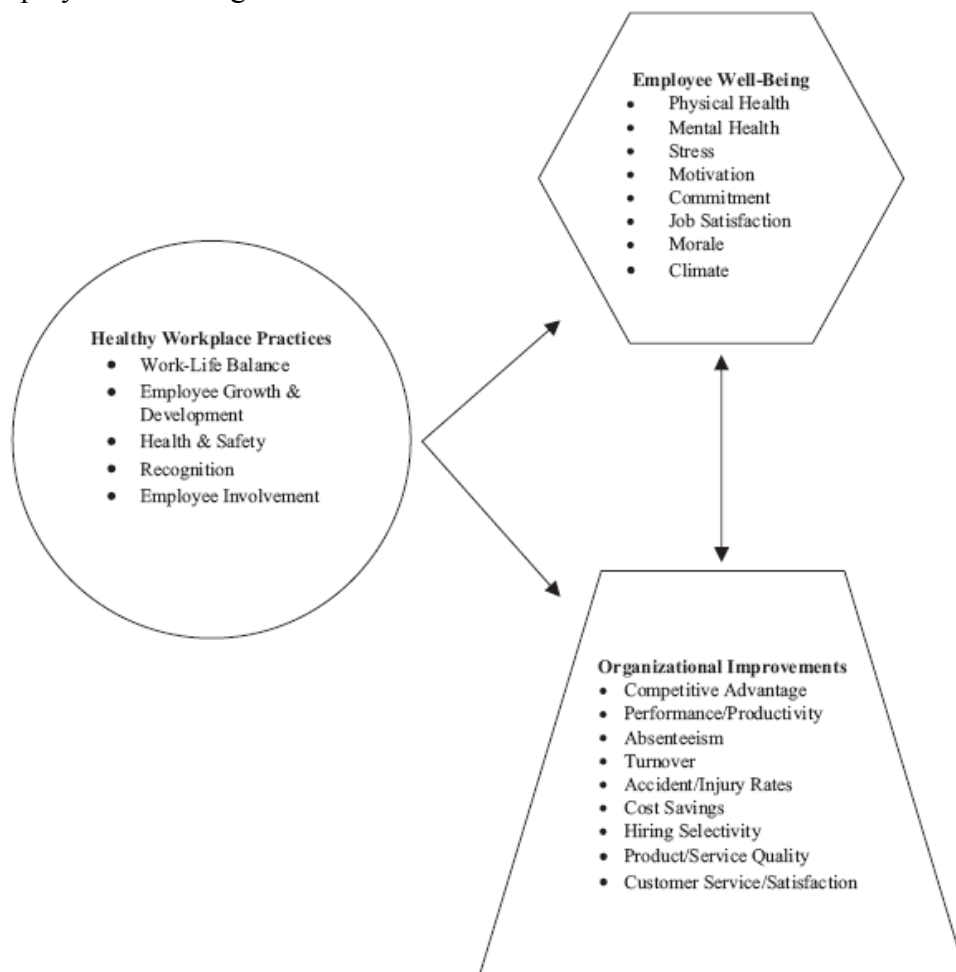 Employee Well-Being
• Physical Health
• Mental Health
• Stress
• Motivation
• Commitment
• Job Satisfaction
• Morale
• Climate
Healthy Workplace Practices
• Work-Life Balance
• Employee Growth &
Development
• Health & Safety
• Recognition
• Employee Involvement
Organizational Improvements
• Competitive Advantage
• Performance/Productivity
• Absenteeism
• Turnover
• Accident/Injury Rates
• Cost Savings
• Hiring Selectivity
• Product/Service Quality
• Customer Service/Satisfaction